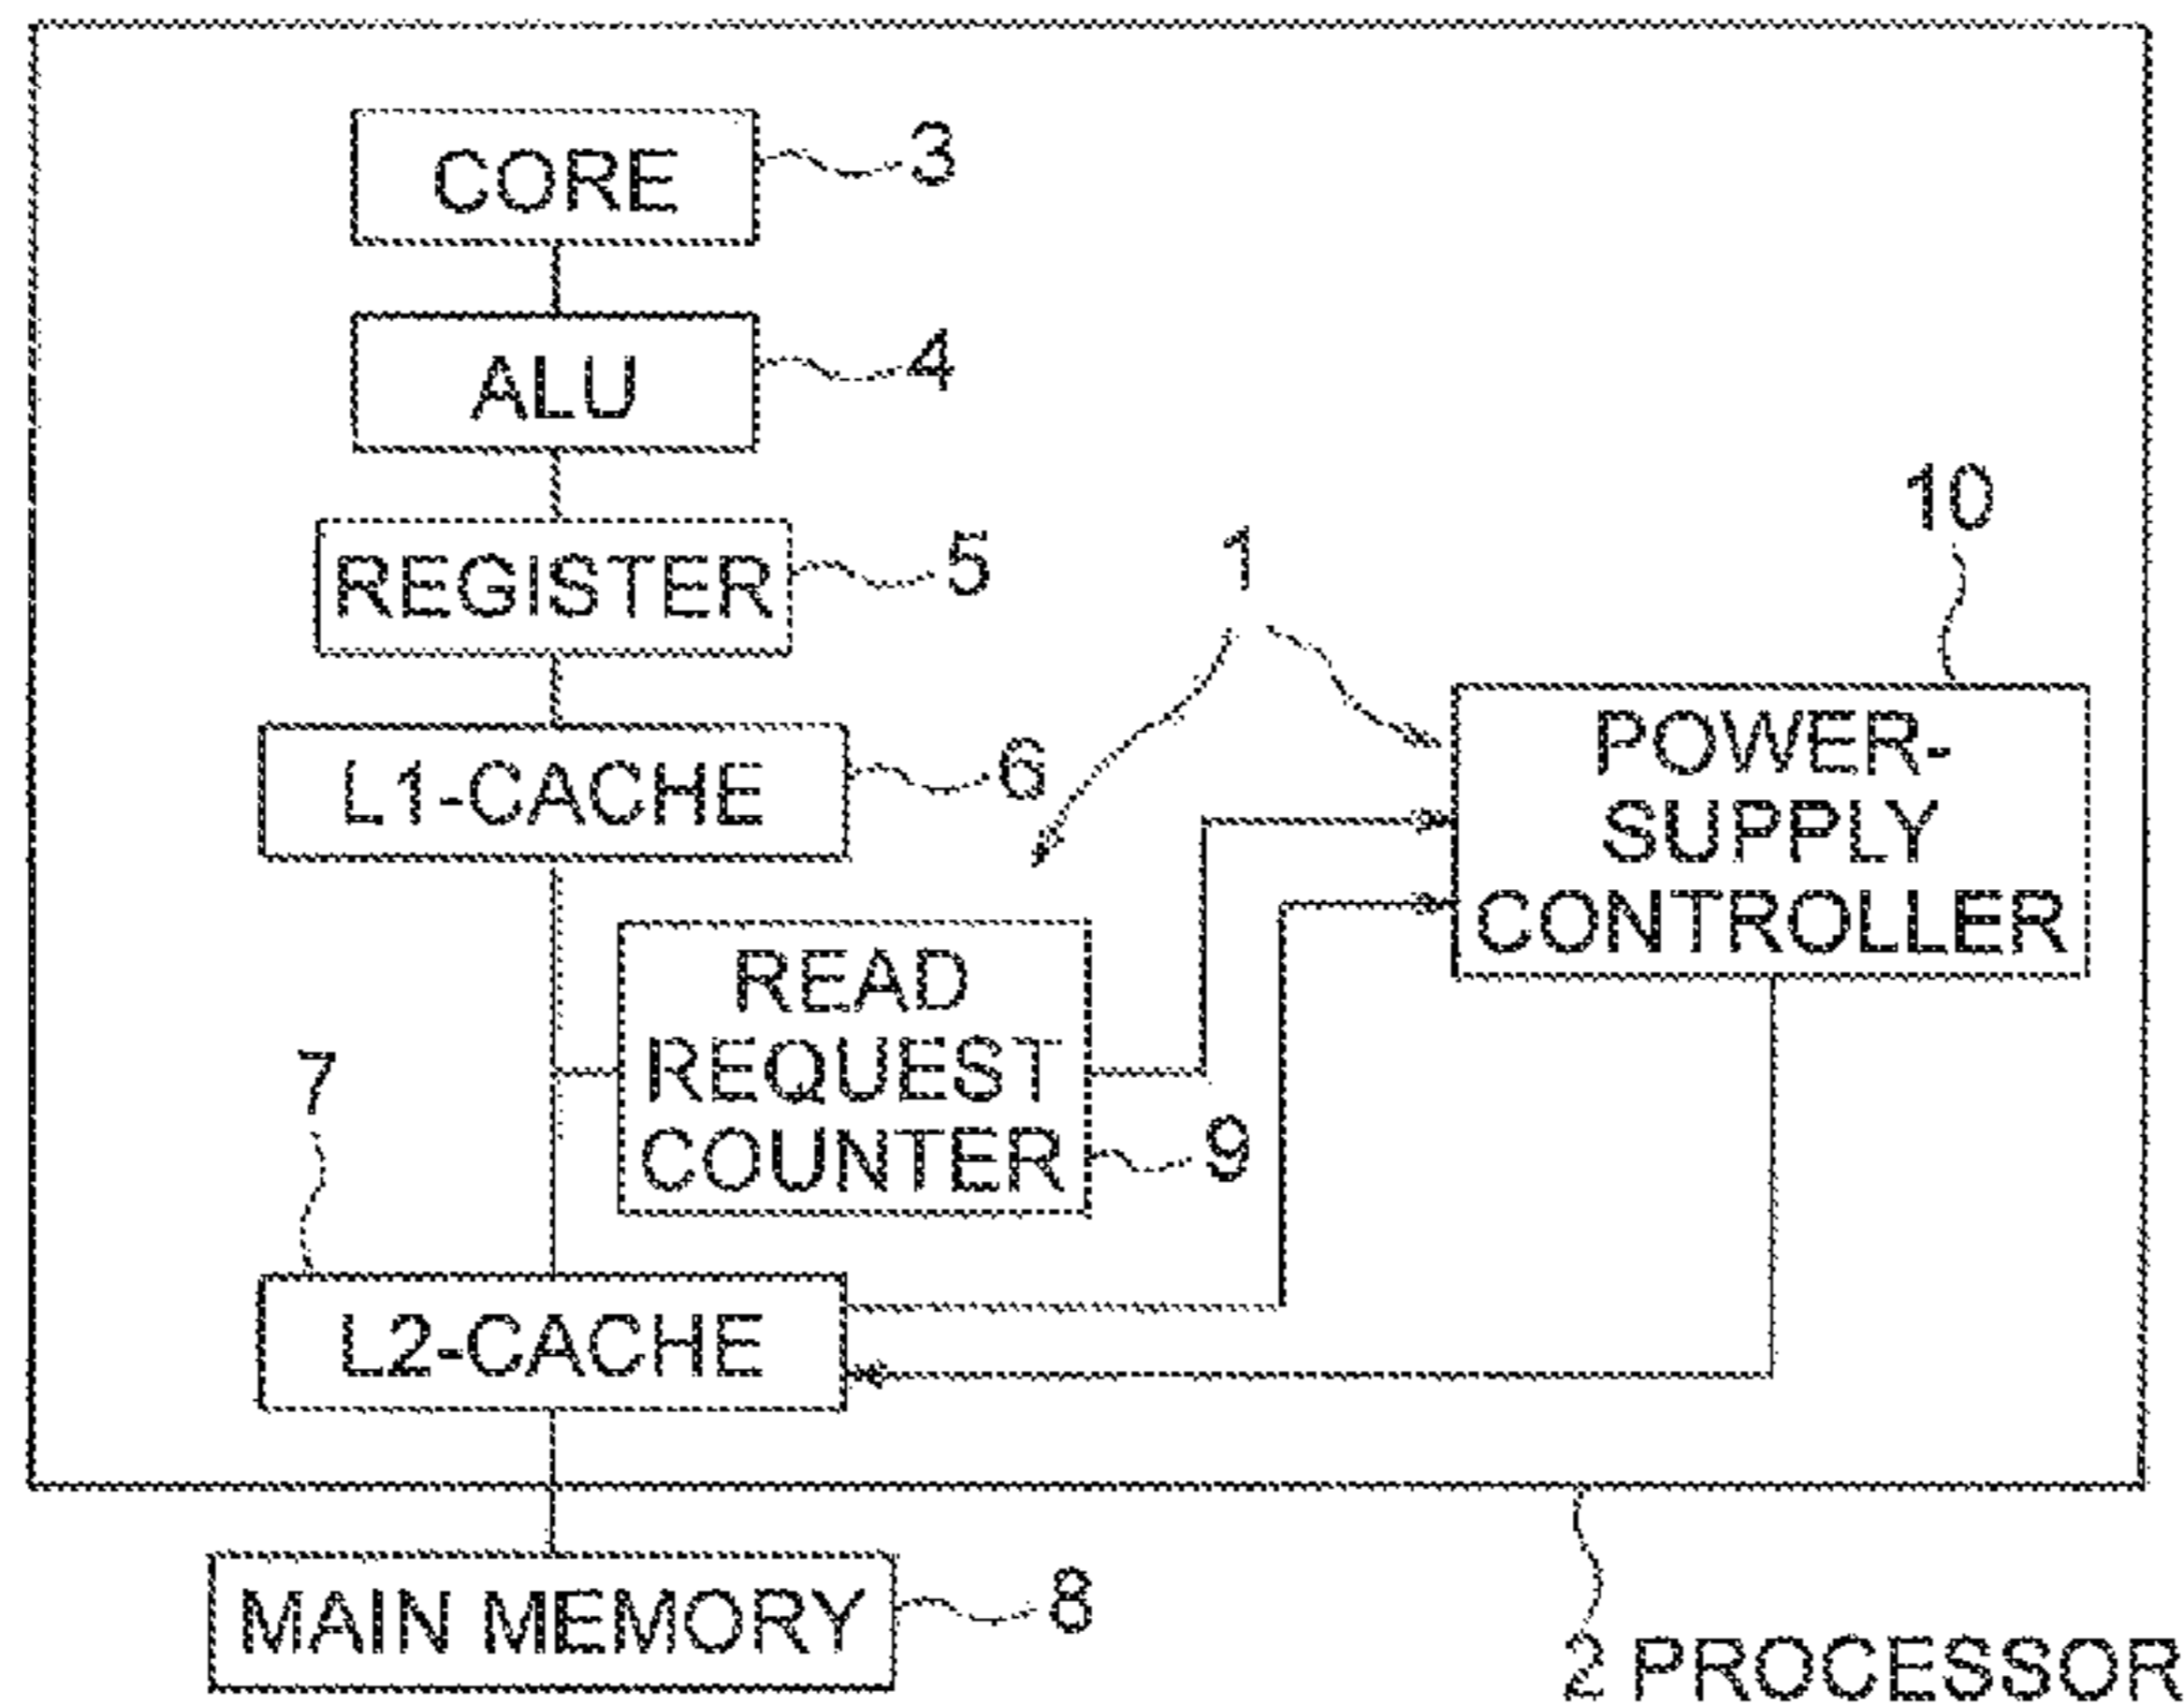 CORE
3
ALU
4
REGISTER
5
1
10
L1-CACHE
6
POWER-
SUPPLY
CONTROLLER
READ
REQUEST
COUNTER
9
7
L2-CACHE
MAIN MEMORY
8
2 PROCESSOR